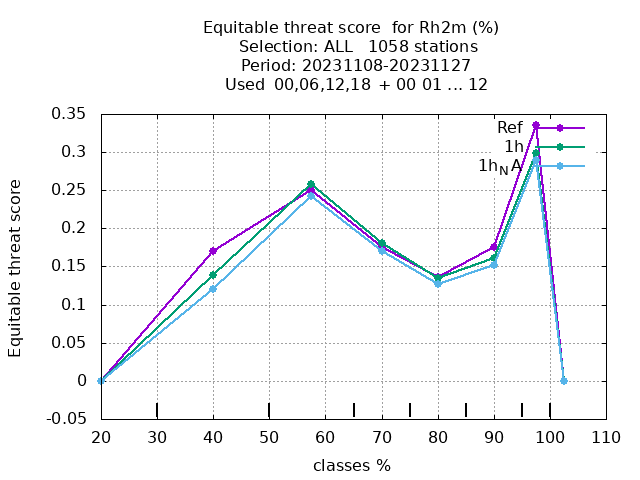 Equitable threat score  for Rh2m (%)
Selection: ALL   1058 stations
Period: 20231108-20231127
Used  00,06,12,18  + 00 01 ... 12
Equitable threat score
0.35
0.3
0.25
0.2
0.15
0.1
0.05
0
-0.05
Ref
1h
1h_NA
20 30 40 50 60 70 80 90 100 110
classes %